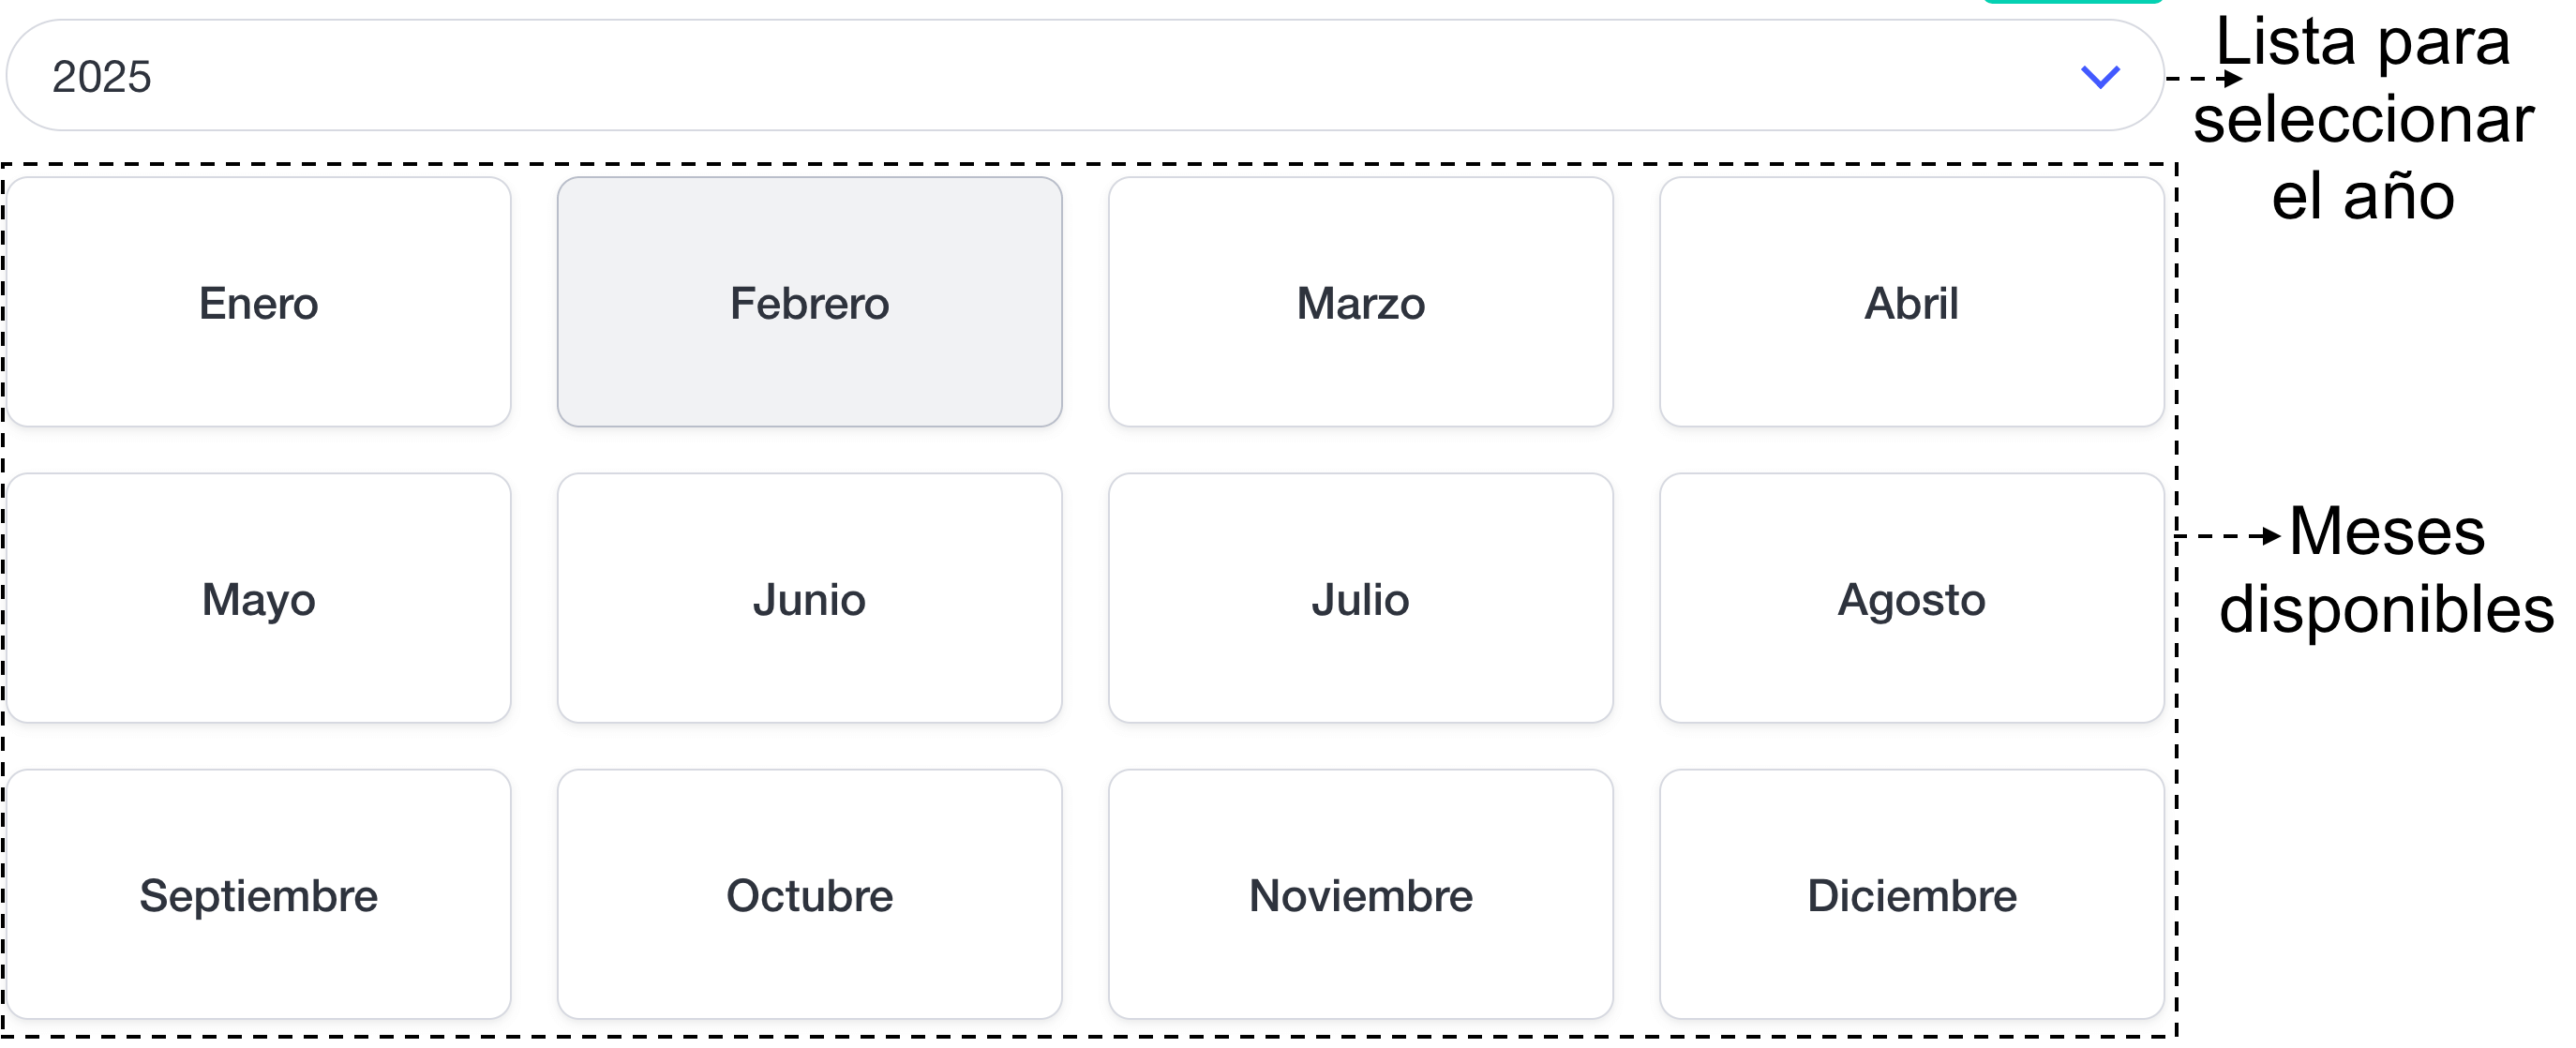 2025
Lista para
seleccionar
el año
Enero
Febrero
Marzo
Abril
Mayo
Junio
Julio
Agosto
Meses
disponibles
Septiembre
Octubre
Noviembre
Diciembre